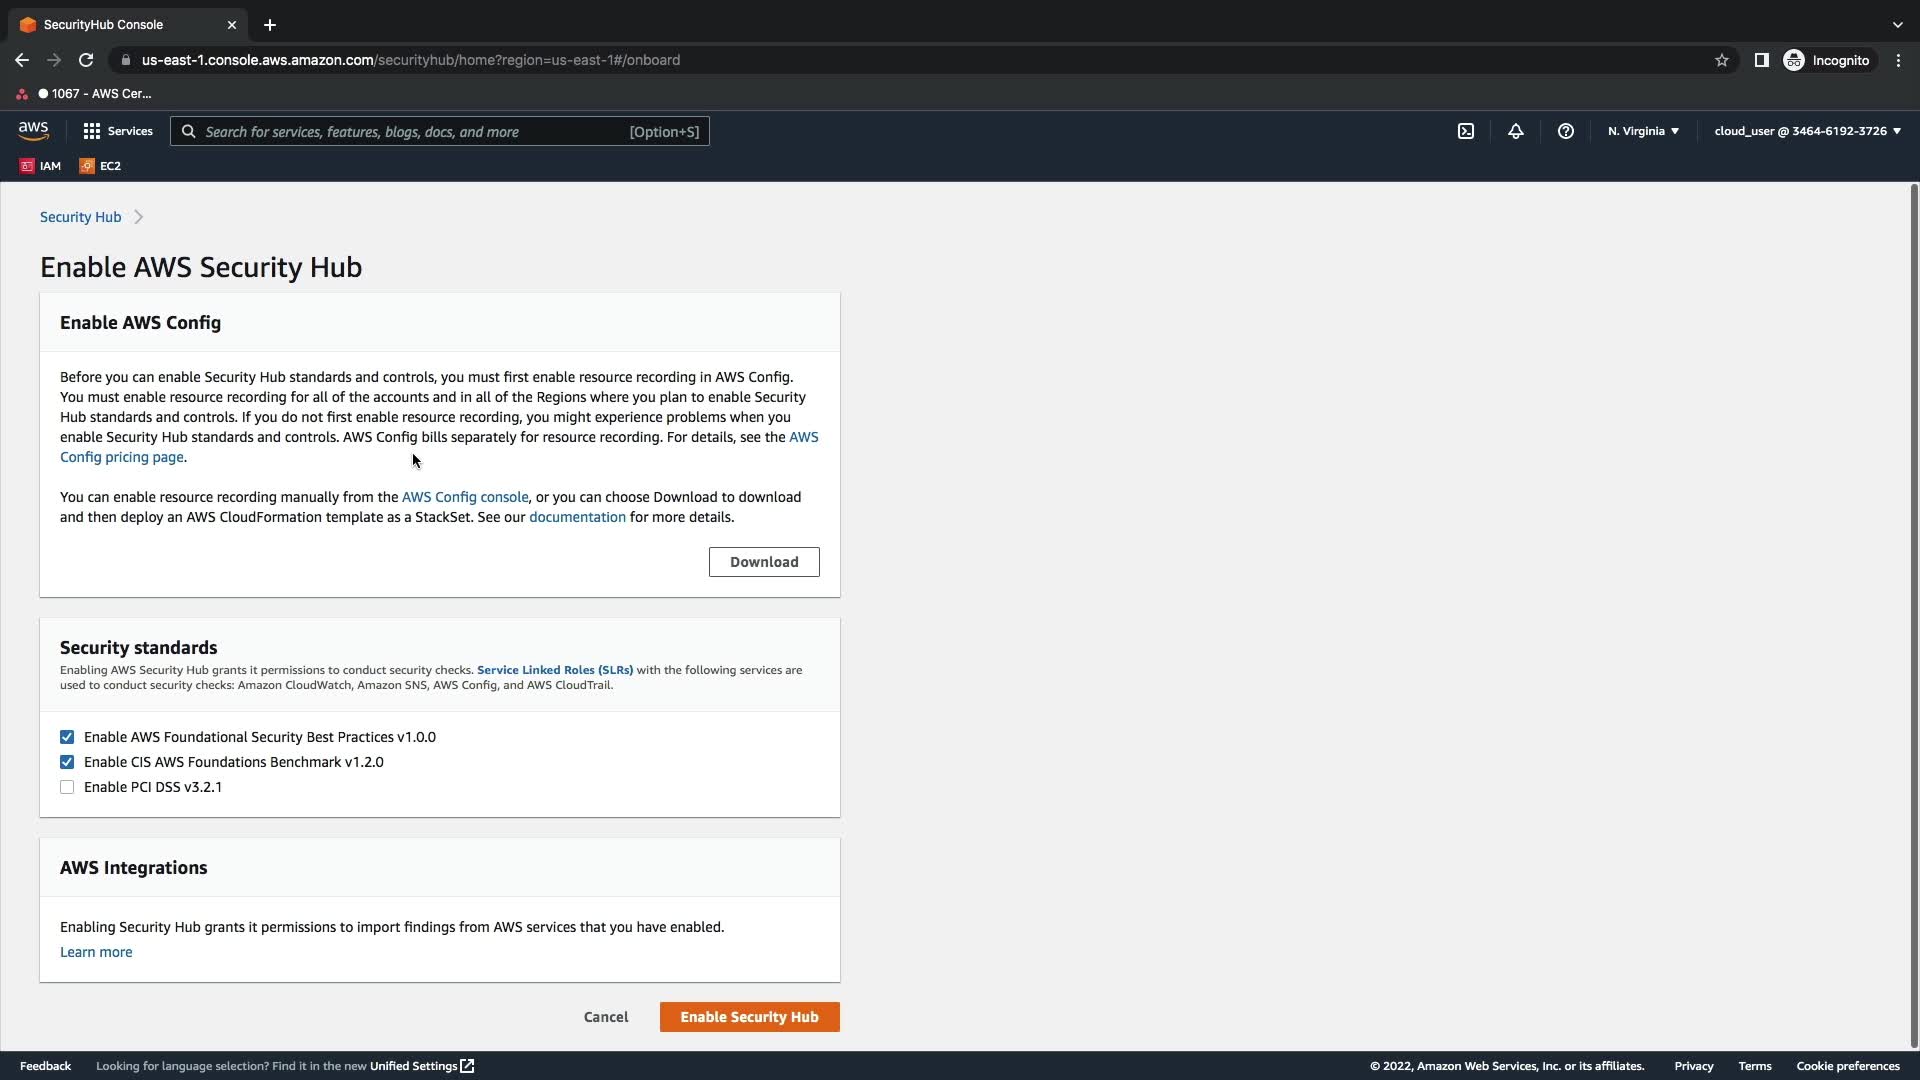 SecurityHub Console
us-east-1.console.aws.amazon.com/securityhub/home?region=us-east-1#/onboard
Incognito
1067 - AWS Cer...
aws
Services
Search for services, features, blogs, docs, and more
[Option+S]
N. Virginia
cloud_user @ 3464-6192-3726
IAM
EC2
Security Hub
Enable AWS Security Hub
Enable AWS Config
Before you can enable Security Hub standards and controls, you must first enable resource recording in AWS Config.
You must enable resource recording for all of the accounts and in all of the Regions where you plan to enable Security
Hub standards and controls. If you do not first enable resource recording, you might experience problems when you
enable Security Hub standards and controls. AWS Config bills separately for resource recording. For details, see the AWS
Config pricing page.
You can enable resource recording manually from the AWS Config console, or you can choose Download to download
and then deploy an AWS CloudFormation template as a StackSet. See our documentation for more details.
Download
Security standards
Enabling AWS Security Hub grants it permissions to conduct security checks. Service Linked Roles (SLRs) with the following services are
used to conduct security checks: Amazon CloudWatch, Amazon SNS, AWS Config, and AWS CloudTrail.
Enable AWS Foundational Security Best Practices v1.0.0
Enable CIS AWS Foundations Benchmark v1.2.0
Enable PCI DSS v3.2.1
AWS Integrations
Enabling Security Hub grants it permissions to import findings from AWS services that you have enabled.
Learn more
Cancel
Enable Security Hub
Feedback
Looking for language selection? Find it in the new Unified Settings
© 2022, Amazon Web Services, Inc. or its affiliates.
Privacy
Terms
Cookie preferences